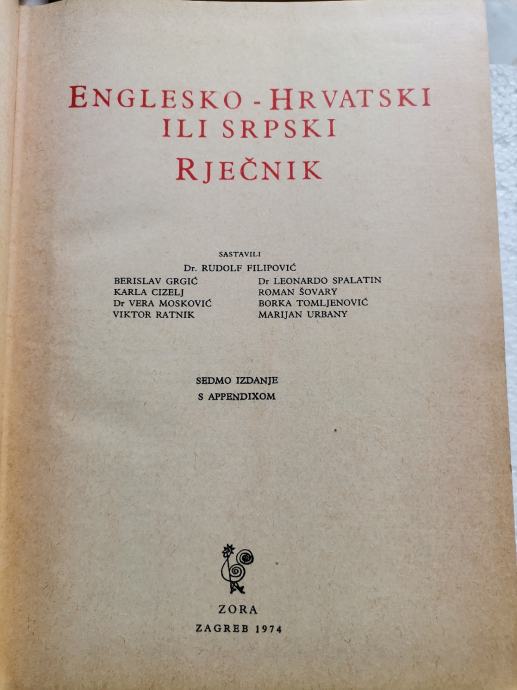 ENGLESKO - HRVATSKI
ILI SRPSKI
RJEČNIK
SASTAVILI
Dr. RUDOLF FILIPOVIĆ
BERISLAV GRGIĆ
KARLA CIZELJ
Dr VERA MOSKOVIĆ
VIKTOR RATNIK
Dr LEONARDO SPALATIN
ROMAN ŠOVARY
BORKA TOMLJENOVIĆ
MARIJAN URBANY
SEDMO IZDANJE
S APPENDIXOM
ZORA
ZAGREB 1974